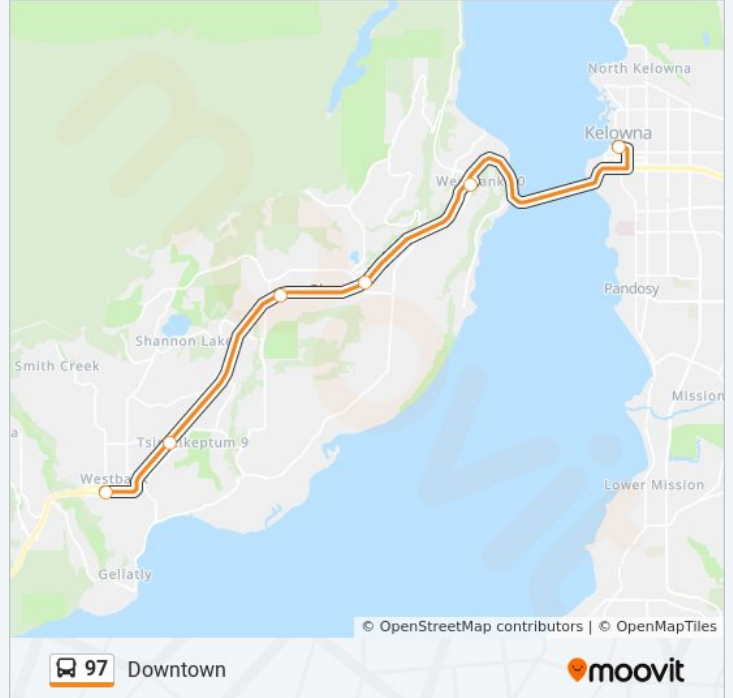 North Kelowna
Kelowna
Pandosy
Shannon Lake
Smith Creek
Mission
Lower Mission
Gellatly
© OpenStreetMap contributors | © OpenMapTiles
97 Downtown
moovit